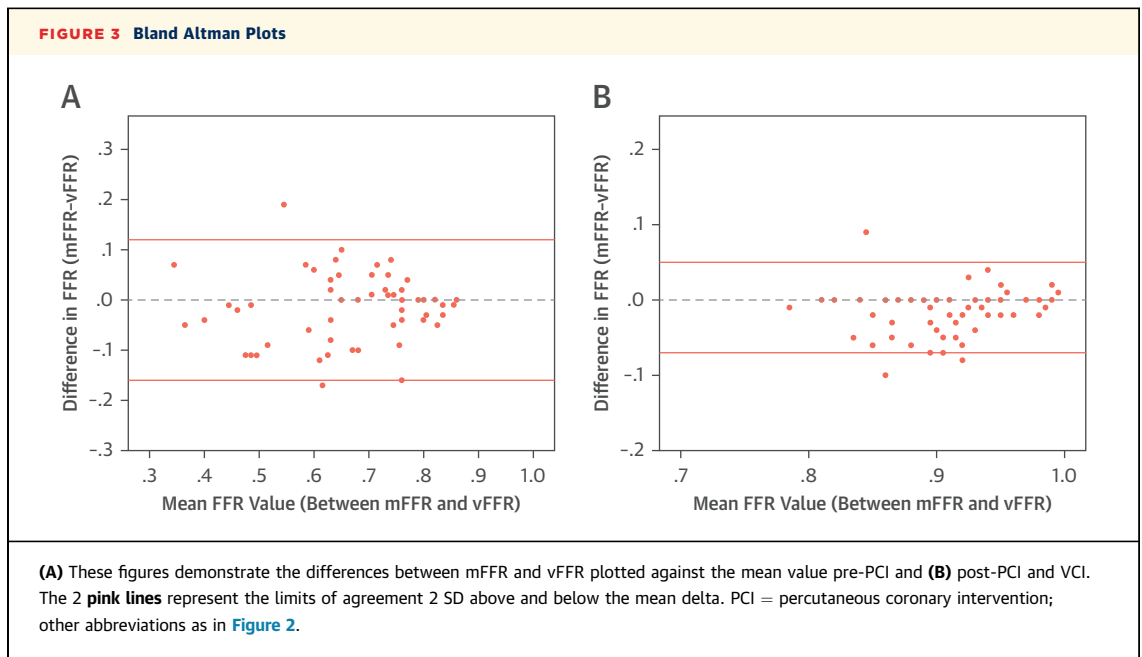 FIGURE 3 Bland Altman Plots
A
.3
.2
.1
.0
-.1
-.2
-.3
Difference in FFR (mFFR-vFFR)
.3 .4 .5 .6 .7 .8 .9 1.0
Mean FFR Value (Between mFFR and vFFR)
B
.2
.1
.0
-.1
-.2
Difference in FFR (mFFR-vFFR)
.7 .8 .9 1.0
Mean FFR Value (Between mFFR and vFFR)
(A) These figures demonstrate the differences between mFFR and vFFR plotted against the mean value pre-PCI and (B) post-PCI and VCI.
The 2 pink lines represent the limits of agreement 2 SD above and below the mean delta. PCI = percutaneous coronary intervention;
other abbreviations as in Figure 2.